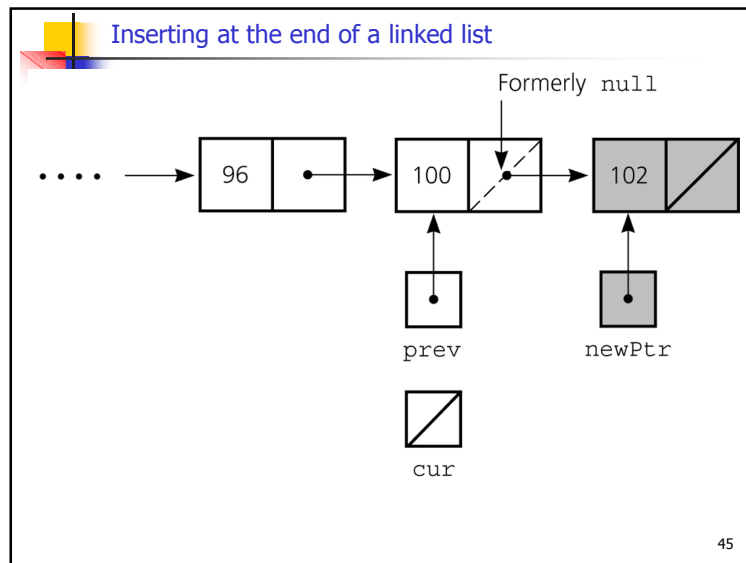 Inserting at the end of a linked list
Formerly null
96 100 102
prev newPtr
cur
45